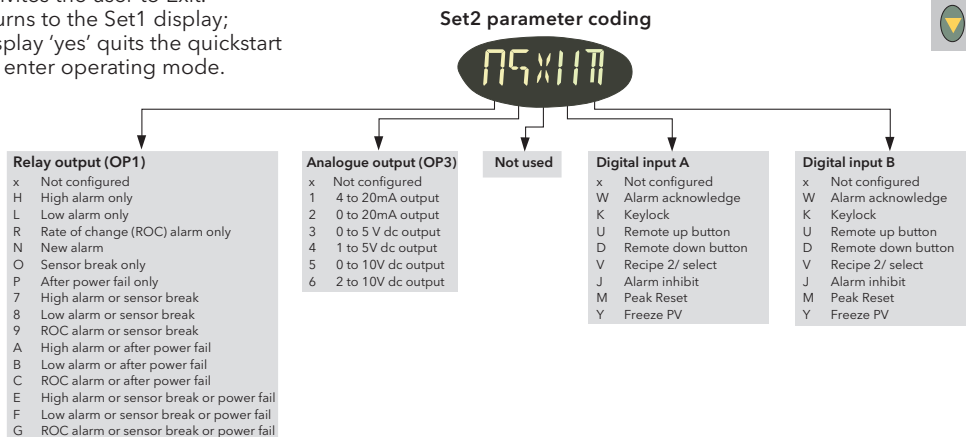 the user to Exit.
urns to the Set1 display;
splay ‘yes’ quits the quickstart
enter operating mode.
Set2 parameter coding
Relay output (OP1)
x Not configured
H High alarm only
L Low alarm only
R Rate of change (ROC) alarm only
N New alarm
O Sensor break only
P After power fail only
7 High alarm or sensor break
8 Low alarm or sensor break
9 ROC alarm or sensor break
A High alarm or after power fail
B Low alarm or after power fail
C ROC alarm or after power fail
E High alarm or sensor break or power fail
F Low alarm or sensor break or power fail
G ROC alarm or sensor break or power fail
Analogue output (OP3)
x Not configured
1 4 to 20mA output
2 0 to 20mA output
3 0 to 5 V dc output
4 1 to 5V dc output
5 0 to 10V dc output
6 2 to 10V dc output
Not used
Digital input A
x Not configured
W Alarm acknowledge
K Keylock
U Remote up button
D Remote down button
V Recipe 2/ select
J Alarm inhibit
M Peak Reset
Y Freeze PV
Digital input B
x Not configured
W Alarm acknowledge
K Keylock
U Remote up button
D Remote down button
V Recipe 2/ select
J Alarm inhibit
M Peak Reset
Y Freeze PV